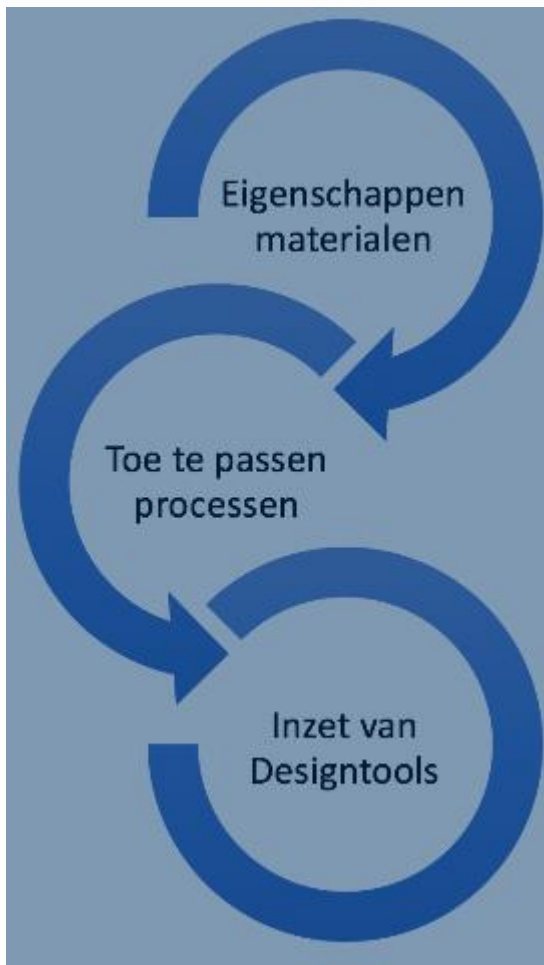 Eigenschappen
materialen
Toe te passen
processen
Inzet van
Designtools